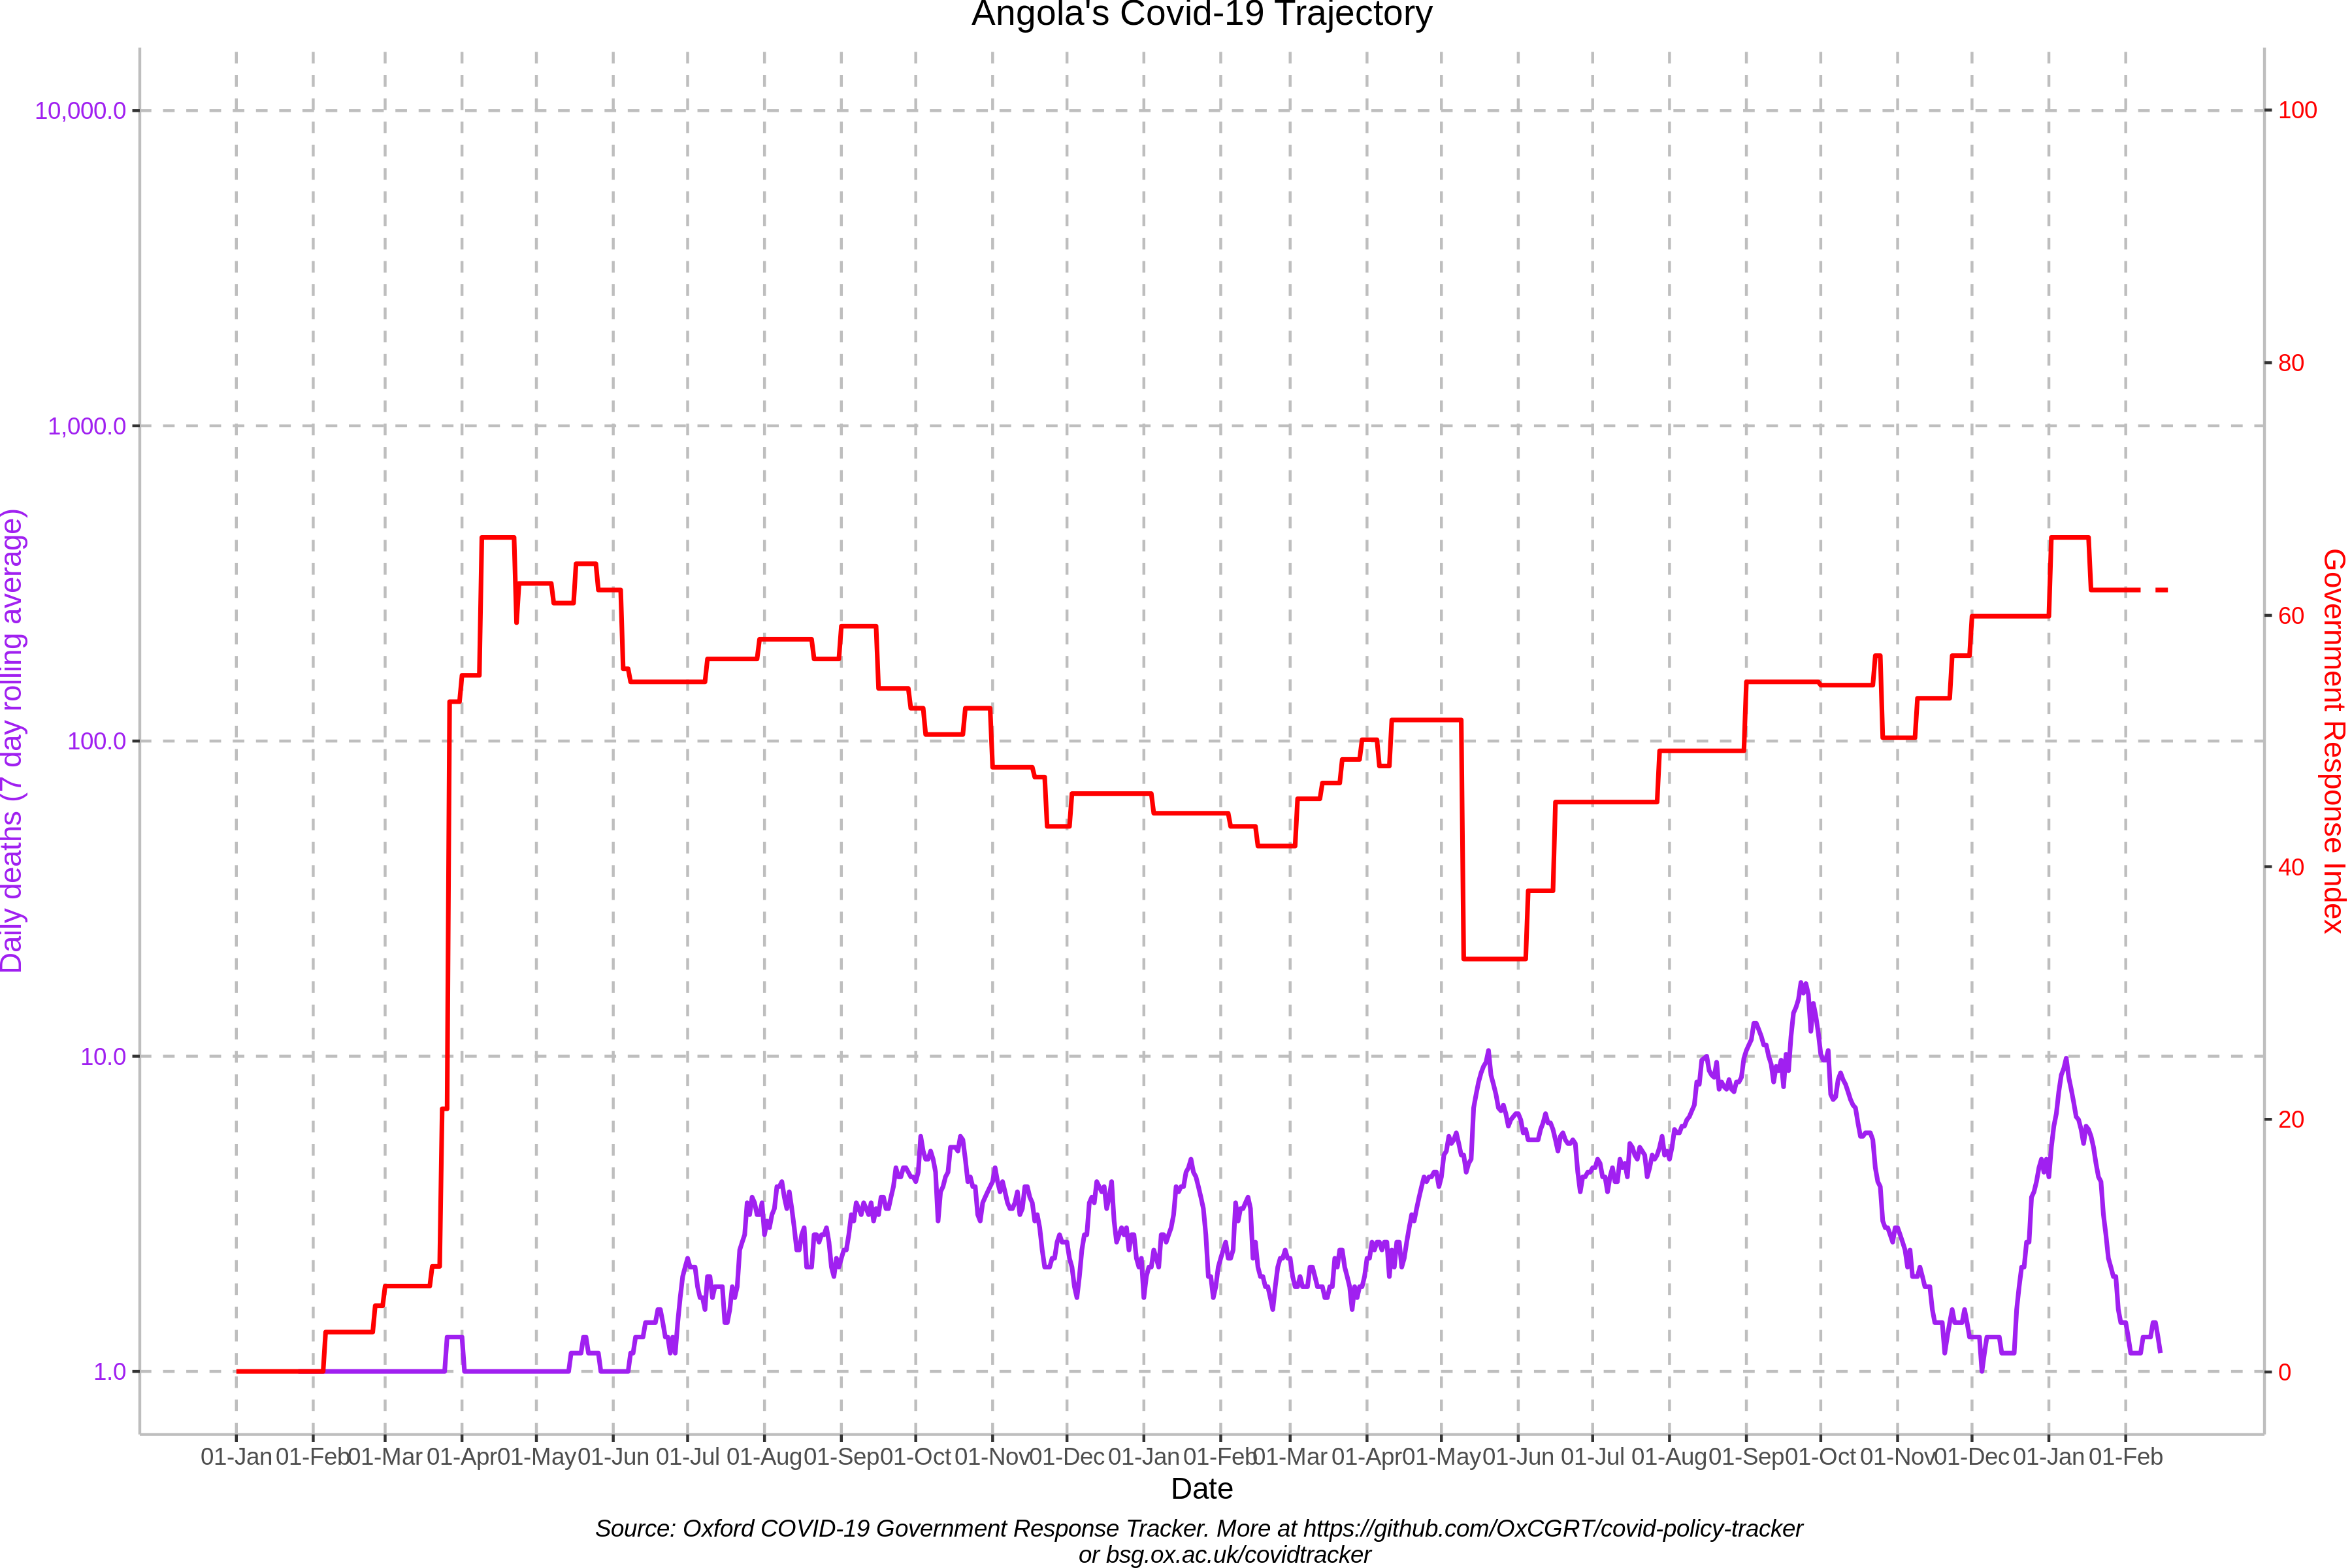 Angola's Covid-19 Trajectory
10,000.0
1,000.0
100.0
10.0
1.0
Daily deaths (7 day rolling average)
100
80
60
40
20
0
Government Response Index
01-Jan 01-Feb 01-Mar 01-Apr 01-May 01-Jun 01-Jul 01-Aug 01-Sep 01-Oct 01-Nov 01-Dec 01-Jan 01-Feb 01-Mar 01-Apr 01-May 01-Jun 01-Jul 01-Aug 01-Sep 01-Oct 01-Nov 01-Dec 01-Jan 01-Feb
Date
Source: Oxford COVID-19 Government Response Tracker. More at https://github.com/OxCGRT/covid-policy-tracker
or bsg.ox.ac.uk/covidtracker